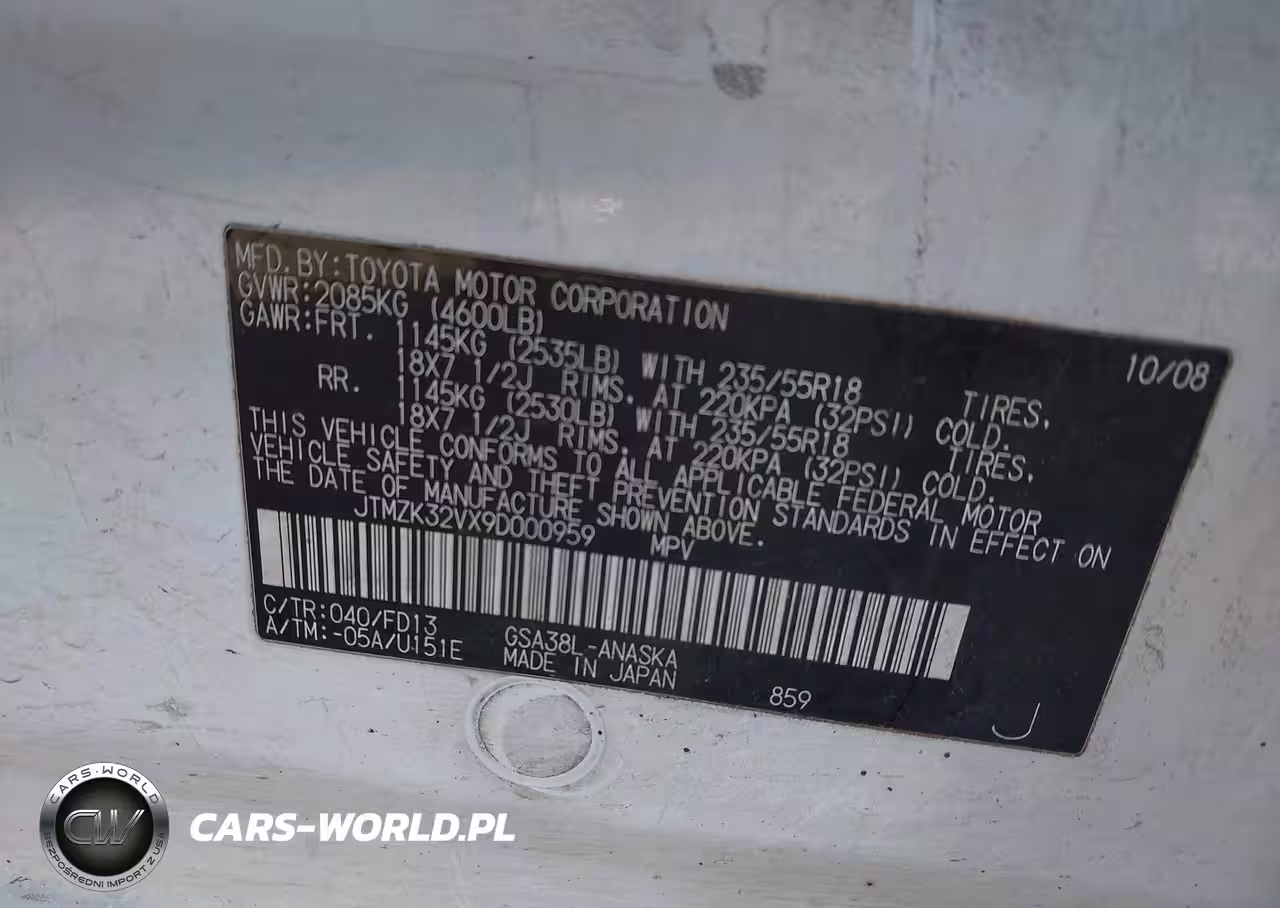 MFD. BY: TOYOTA MOTOR CORPORATION 10/08
GVWR: 2085KG (4600LB)
GAWR: FRT. 1145KG (2535LB) WITH 235/55R18 TIRES.
18X7 1/2J RIMS. AT 220KPA (32PSI) COLD.
RR. 1145KG (2530LB) WITH 235/55R18 TIRES.
18X7 1/2J RIMS. AT 220KPA (32PSI) COLD.
THIS VEHICLE CONFORMS TO ALL APPLICABLE FEDERAL MOTOR
VEHICLE SAFETY AND THEFT PREVENTION STANDARDS IN EFFECT ON
THE DATE OF MANUFACTURE SHOWN ABOVE.
JTMZK32VX9D000959 MPV
C/TR: 040/FD13 GSA38L-ANASKA
A/TM: -05A/U151E MADE IN JAPAN
859 J
CARS-WORLD
CW
BEZPOŚREDNI IMPORT Z USA
CARS-WORLD.PL